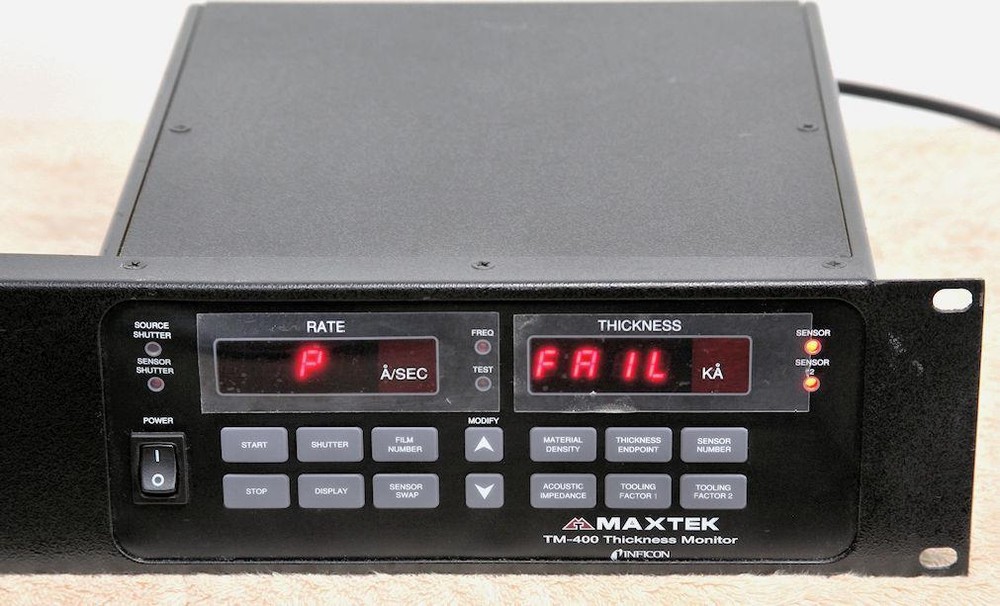 SOURCE
SHUTTER
SENSOR
SHUTTER
RATE
P
Å/SEC
FREQ
TEST
THICKNESS
FAIL
KÅ
SENSOR
SENSOR
2
POWER
I
O
MODIFY
START
SHUTTER
FILM
NUMBER
STOP
DISPLAY
SENSOR
SWAP
MATERIAL
DENSITY
THICKNESS
ENDPOINT
SENSOR
NUMBER
ACOUSTIC
IMPEDANCE
TOOLING
FACTOR 1
TOOLING
FACTOR 2
MAXTEK
TM-400 Thickness Monitor
INFICON